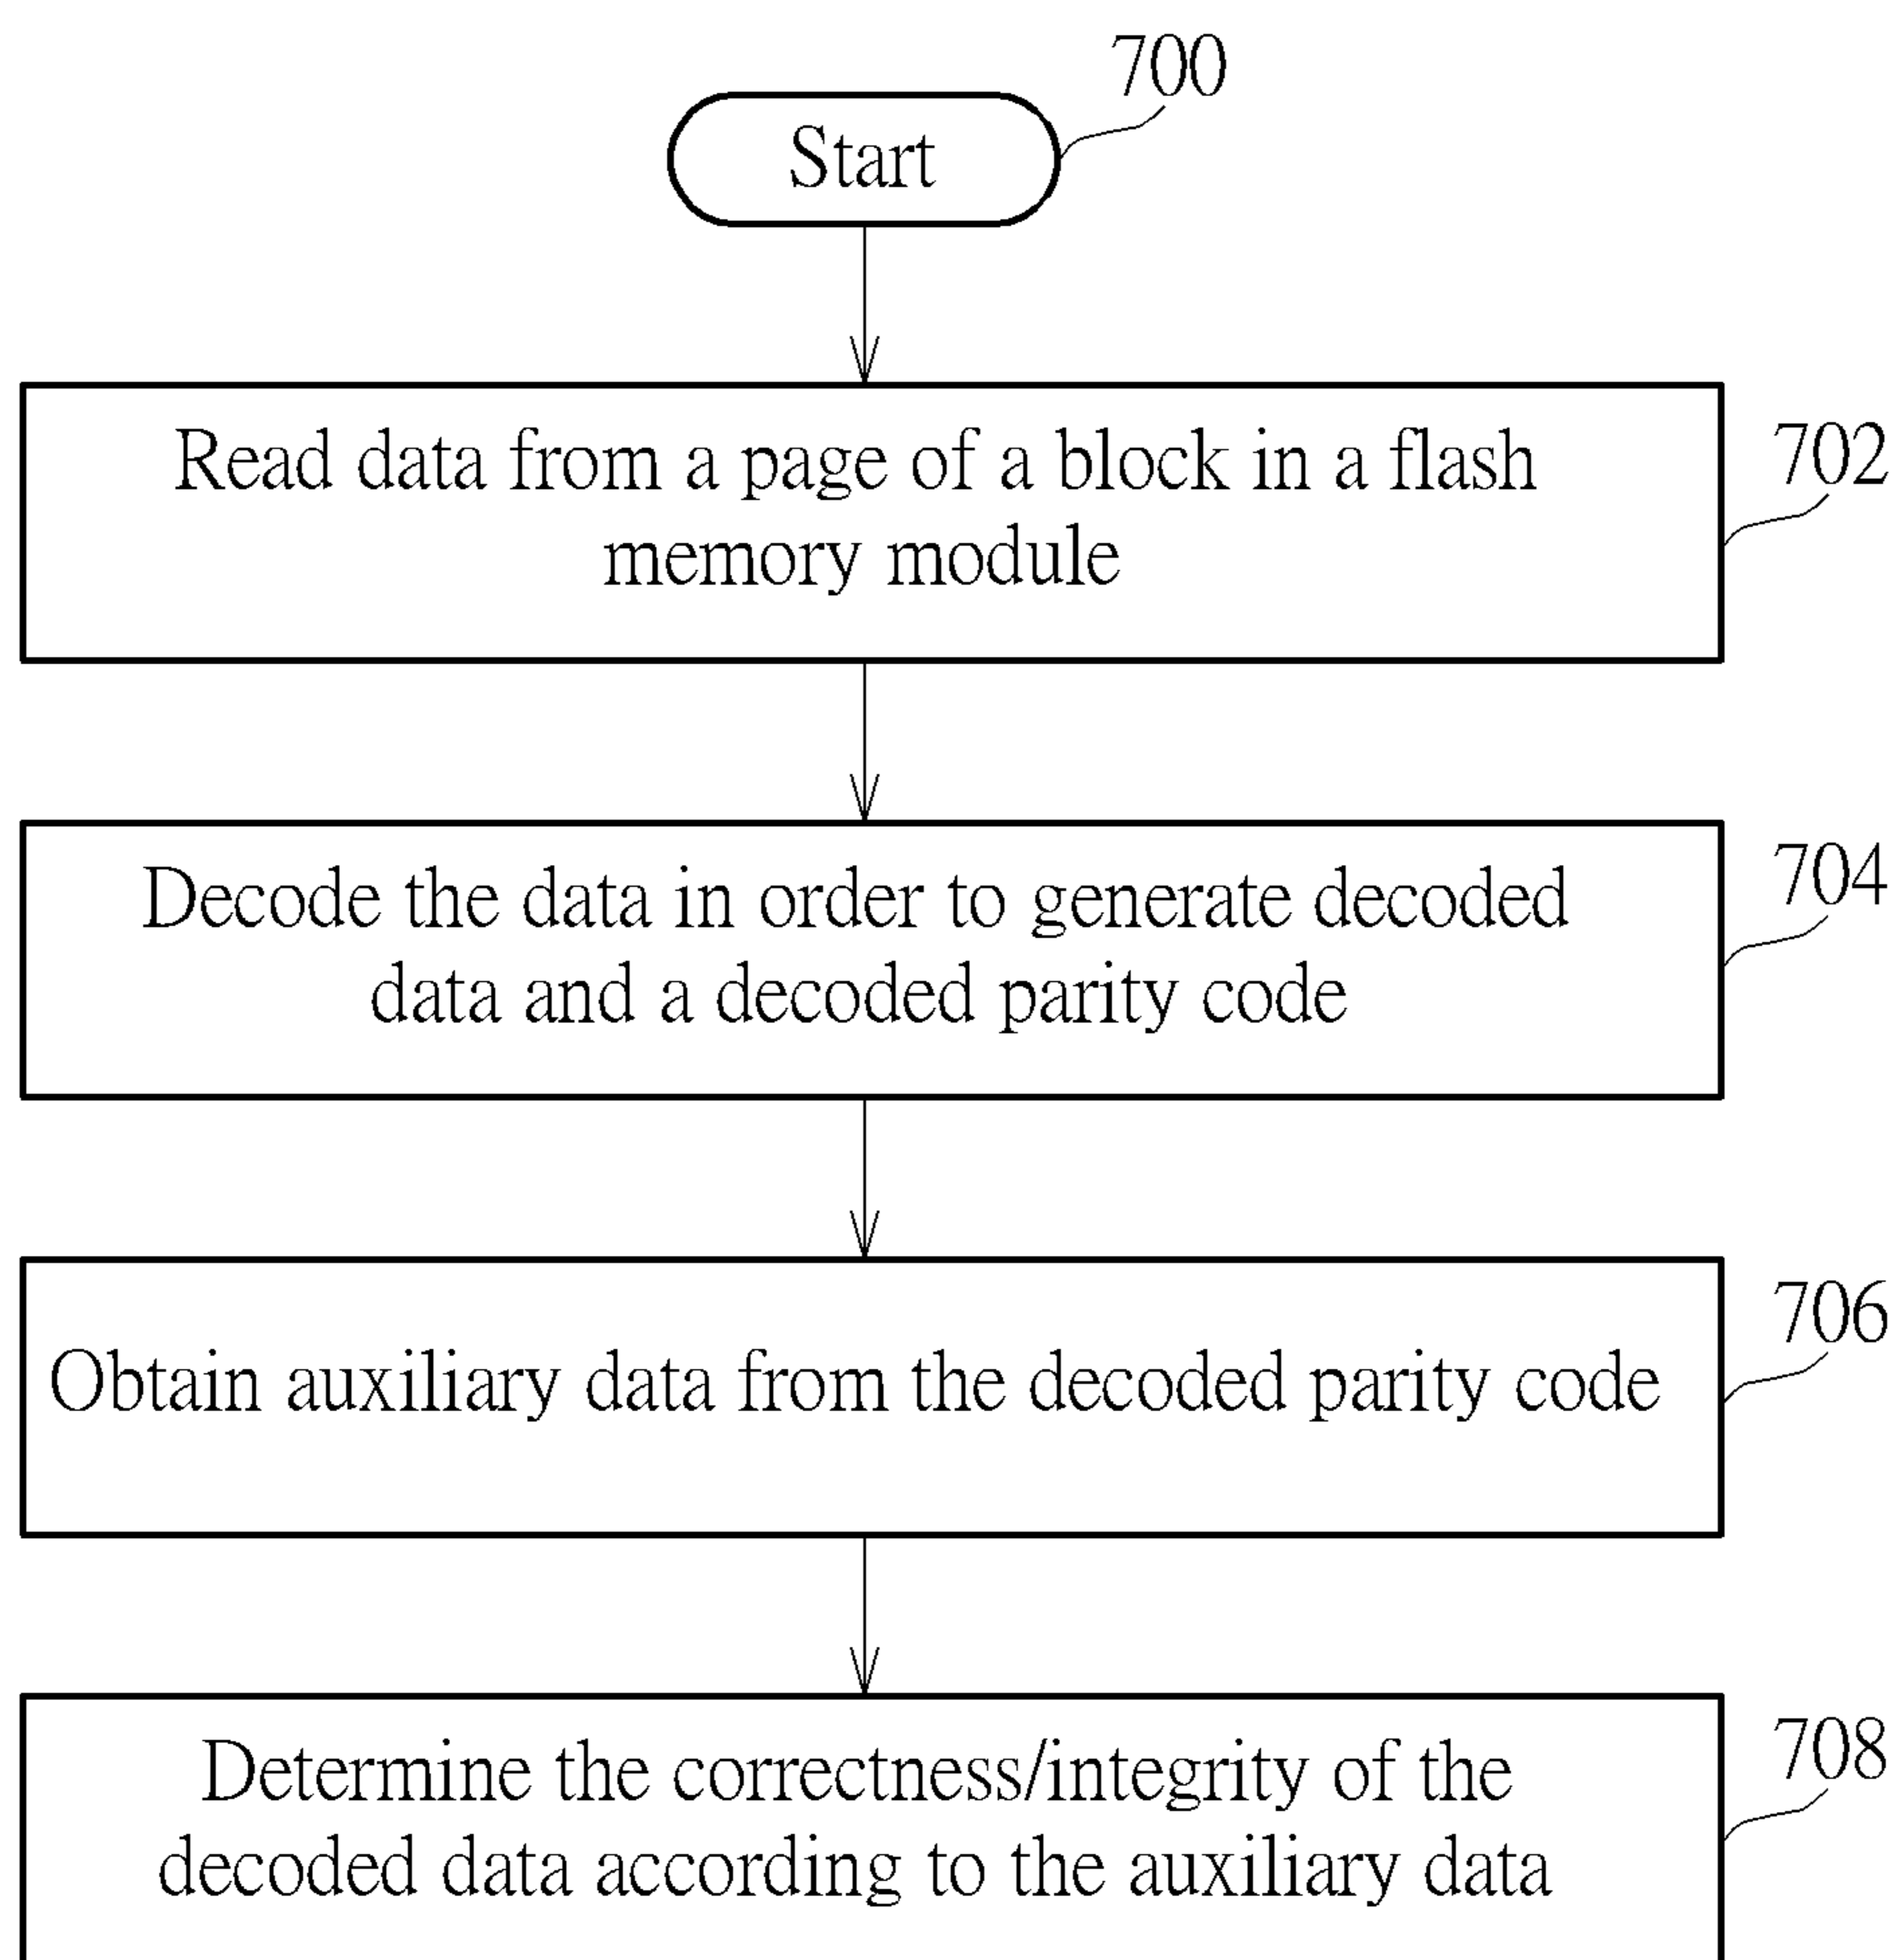 700
Start
Read data from a page of a block in a flash
memory module
702
Decode the data in order to generate decoded
data and a decoded parity code
704
Obtain auxiliary data from the decoded parity code
706
Determine the correctness/integrity of the
decoded data according to the auxiliary data
708